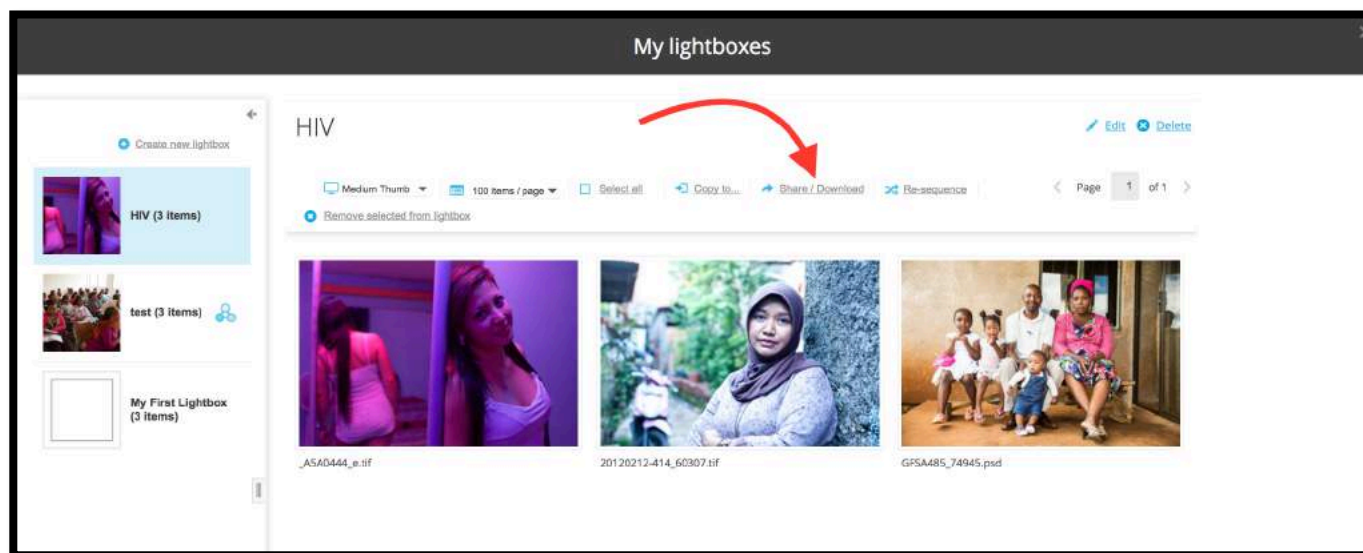 My lightboxes
Create new lightbox
HIV (3 items)
test (3 items)
My First Lightbox
(3 items)
HIV
Edit
Delete
Medium Thumb
100 items / page
Select all
Copy to...
Share / Download
Re-sequence
Page 1 of 1
Remove selected from lightbox
_A5A0444_e.tif
20120212-414_60307.tif
GFSA485_74945.psd